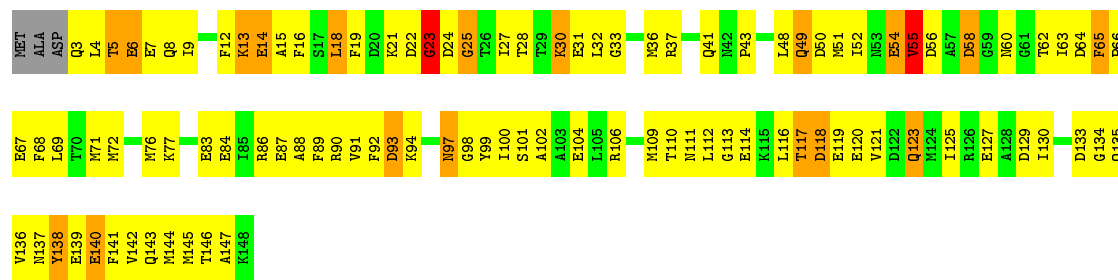 MET ALA ASP Q3 L4 T5 E6 E7 Q8 I9 F12 K13 E14 A15 F16 S17 L18 F19 D20 K21 D22 G23 D24 G25 T26 I27 T28 T29 K30 E31 L32 G33 M36 R37 Q41 N42 P43 L48 Q49 D50 M51 I52 N53 E54 V55 D56 A57 D58 G59 N60 G61 T62 I63 D64 F65 P66
E67 F68 L69 T70 M71 M72 M76 K77 E83 E84 I85 R86 E87 A88 F89 R90 V91 F92 D93 K94 N97 G98 Y99 I100 S101 A102 A103 E104 L105 R106 M109 T110 N111 L112 G113 E114 K115 L116 T117 D118 E119 E120 V121 D122 Q123 M124 I125 R126 E127 A128 D129 I130 D133 G134 Q135
V136 N137 Y138 E139 E140 F141 V142 Q143 M144 M145 T146 A147 K148